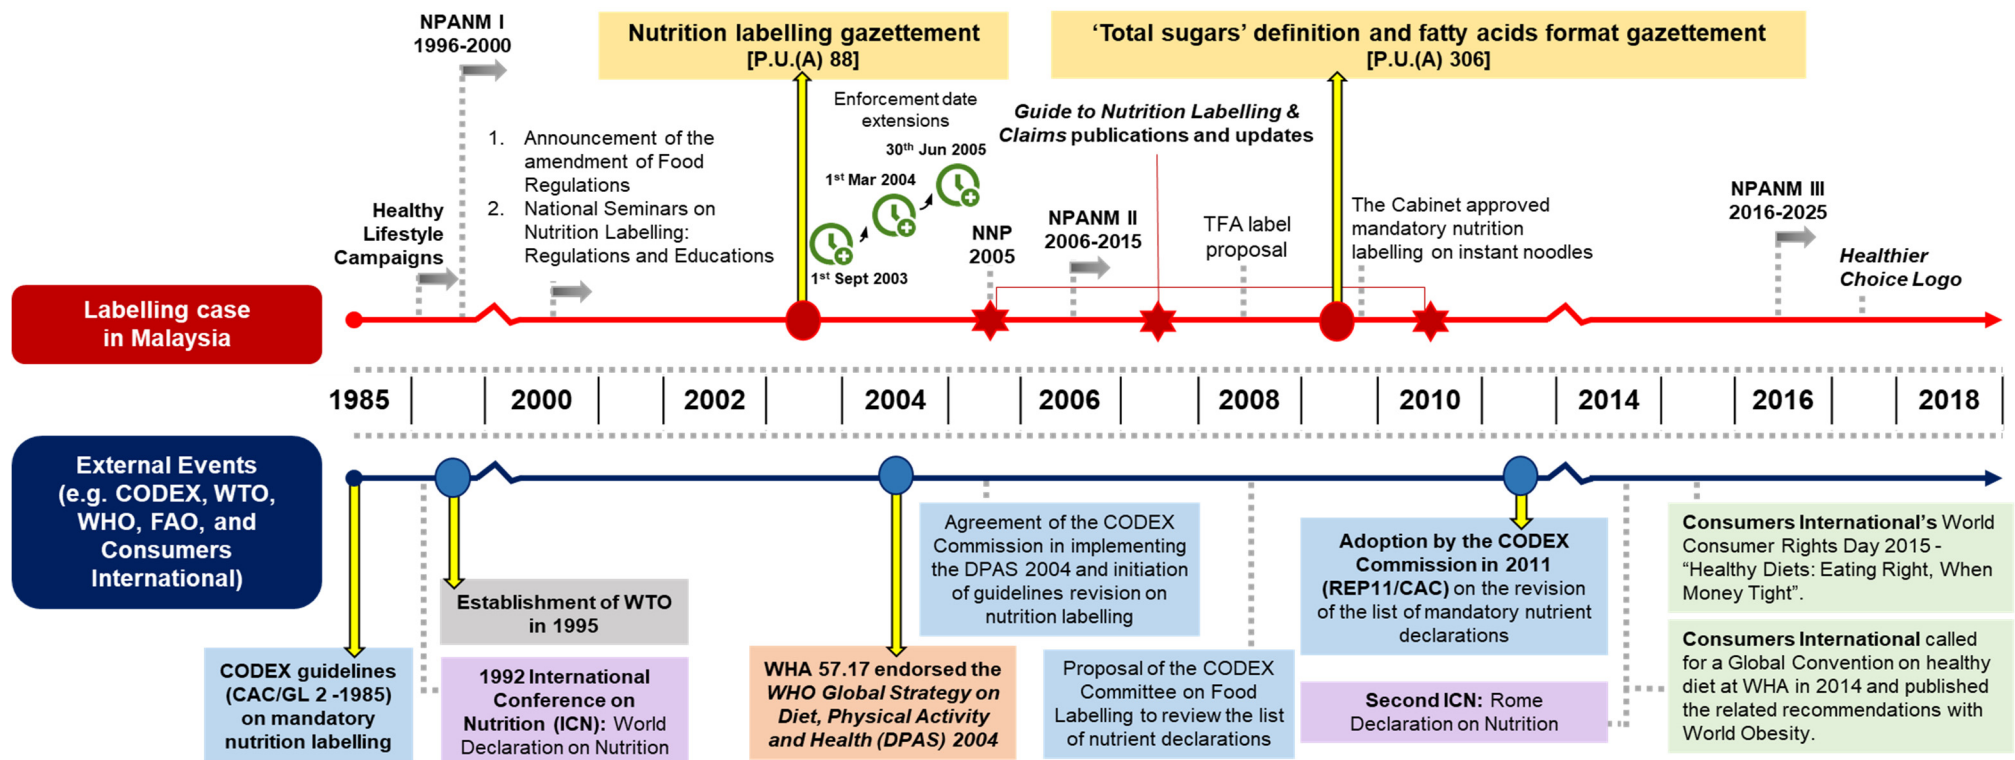 NPANM I
1996-2000
Nutrition labelling gazettement
[P.U.(A) 88]
‘Total sugars’ definition and fatty acids format gazettement
[P.U.(A) 306]
Healthy
Lifestyle
Campaigns
1. Announcement of the
amendment of Food
Regulations
2. National Seminars on
Nutrition Labelling:
Regulations and Educations
Enforcement date
extensions
30th Jun 2005
1st Mar 2004
1st Sept 2003
NNP
2005
Guide to Nutrition Labelling &
Claims publications and updates
NPANM II
2006-2015
TFA label
proposal
The Cabinet approved
mandatory nutrition
labelling on instant noodles
NPANM III
2016-2025
Healthier
Choice Logo
Labelling case
in Malaysia
1985 2000 2002 2004 2006 2008 2010 2014 2016 2018
External Events
(e.g. CODEX, WTO,
WHO, FAO, and
Consumers
International)
CODEX guidelines
(CAC/GL 2 -1985)
on mandatory
nutrition labelling
Establishment of WTO
in 1995
1992 International
Conference on
Nutrition (ICN): World
Declaration on Nutrition
WHA 57.17 endorsed the
WHO Global Strategy on
Diet, Physical Activity
and Health (DPAS) 2004
Agreement of the CODEX
Commission in implementing
the DPAS 2004 and initiation
of guidelines revision on
nutrition labelling
Proposal of the CODEX
Committee on Food
Labelling to review the list
of nutrient declarations
Adoption by the CODEX
Commission in 2011
(REP11/CAC) on the revision
of the list of mandatory nutrient
declarations
Second ICN: Rome
Declaration on Nutrition
Consumers International’s World
Consumer Rights Day 2015 -
“Healthy Diets: Eating Right, When
Money Tight”.
Consumers International called
for a Global Convention on healthy
diet at WHA in 2014 and published
the related recommendations with
World Obesity.